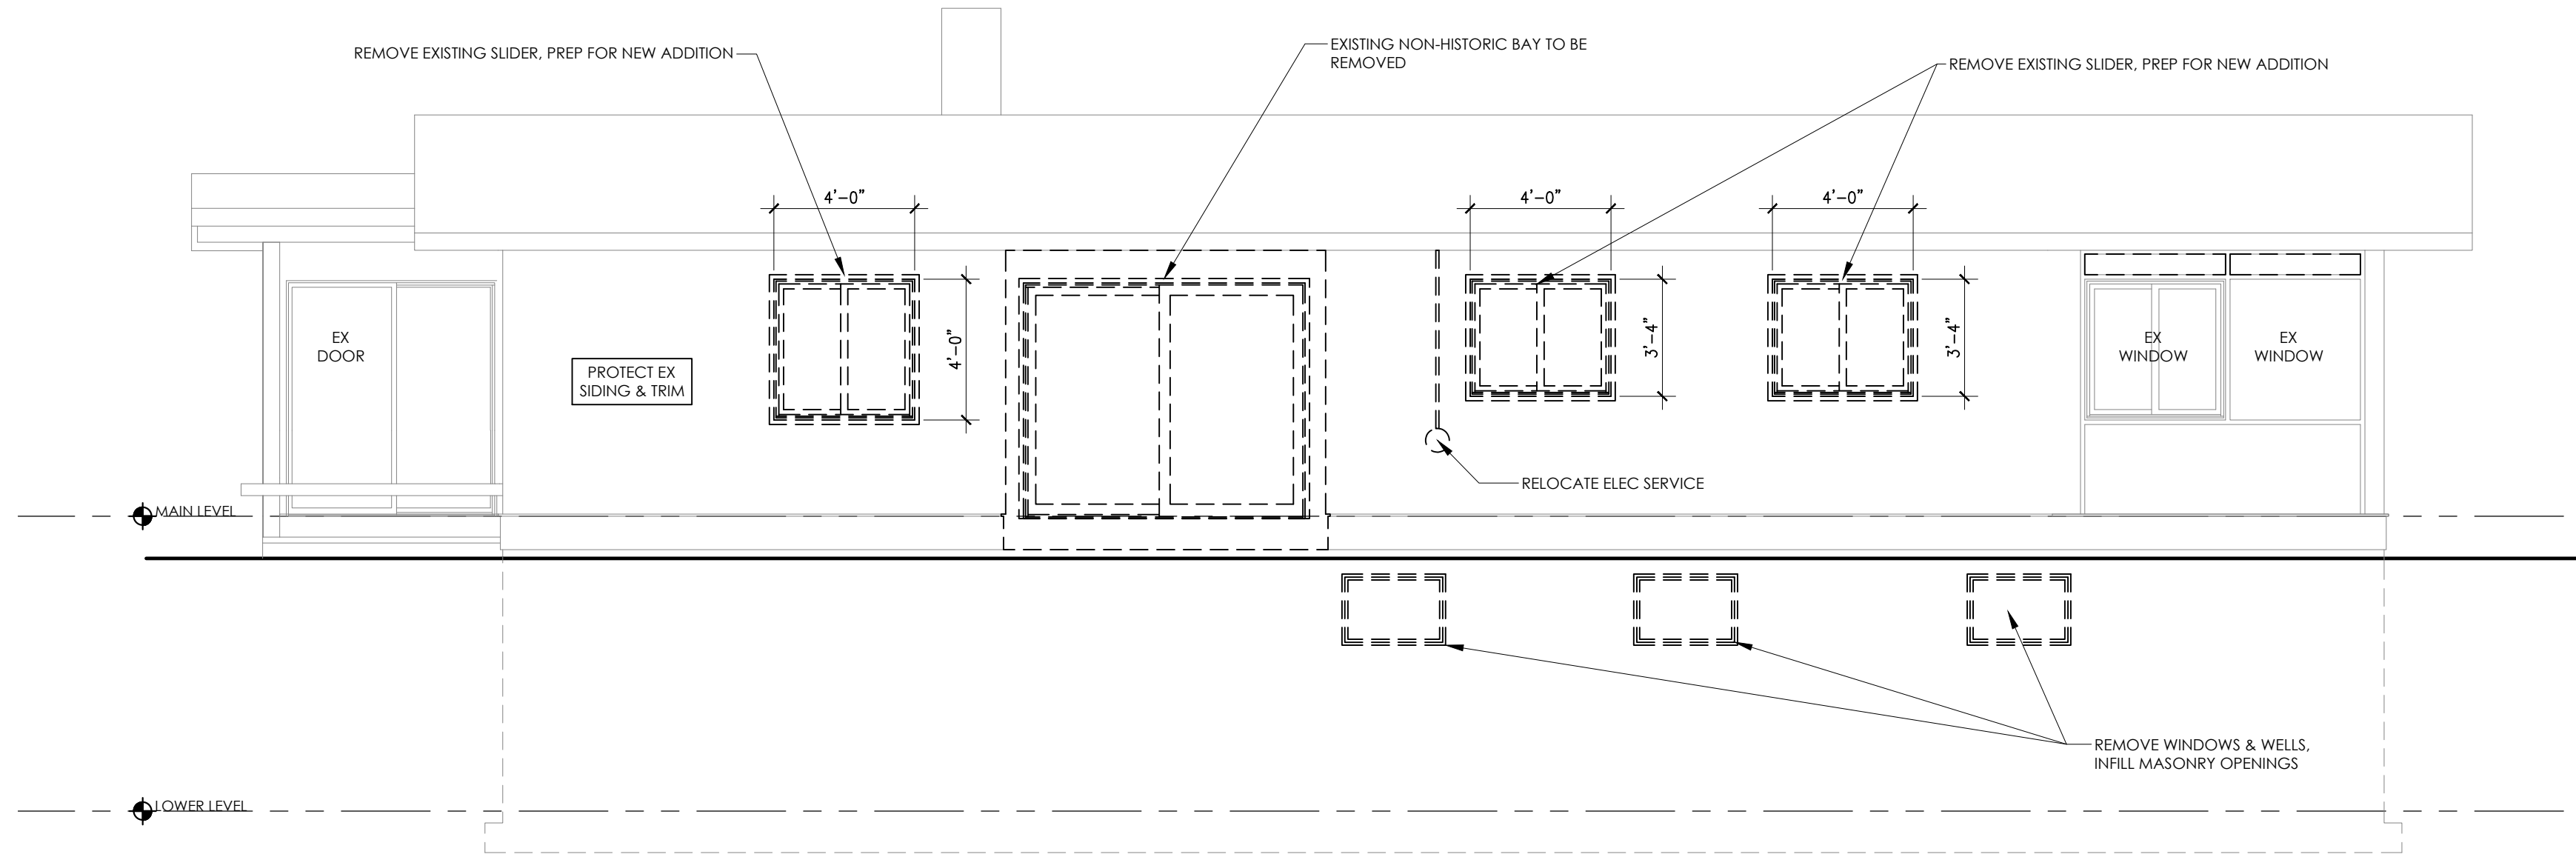 REMOVE EXISTING SLIDER, PREP FOR NEW ADDITION
EXISTING NON-HISTORIC BAY TO BE
REMOVED
REMOVE EXISTING SLIDER, PREP FOR NEW ADDITION
4'-0"
4'-0"
4'-0"
4'-0"
3'-4"
3'-4"
EX
DOOR
PROTECT EX
SIDING & TRIM
EX
WINDOW
EX
WINDOW
RELOCATE ELEC SERVICE
MAIN LEVEL
REMOVE WINDOWS & WELLS,
INFILL MASONRY OPENINGS
LOWER LEVEL